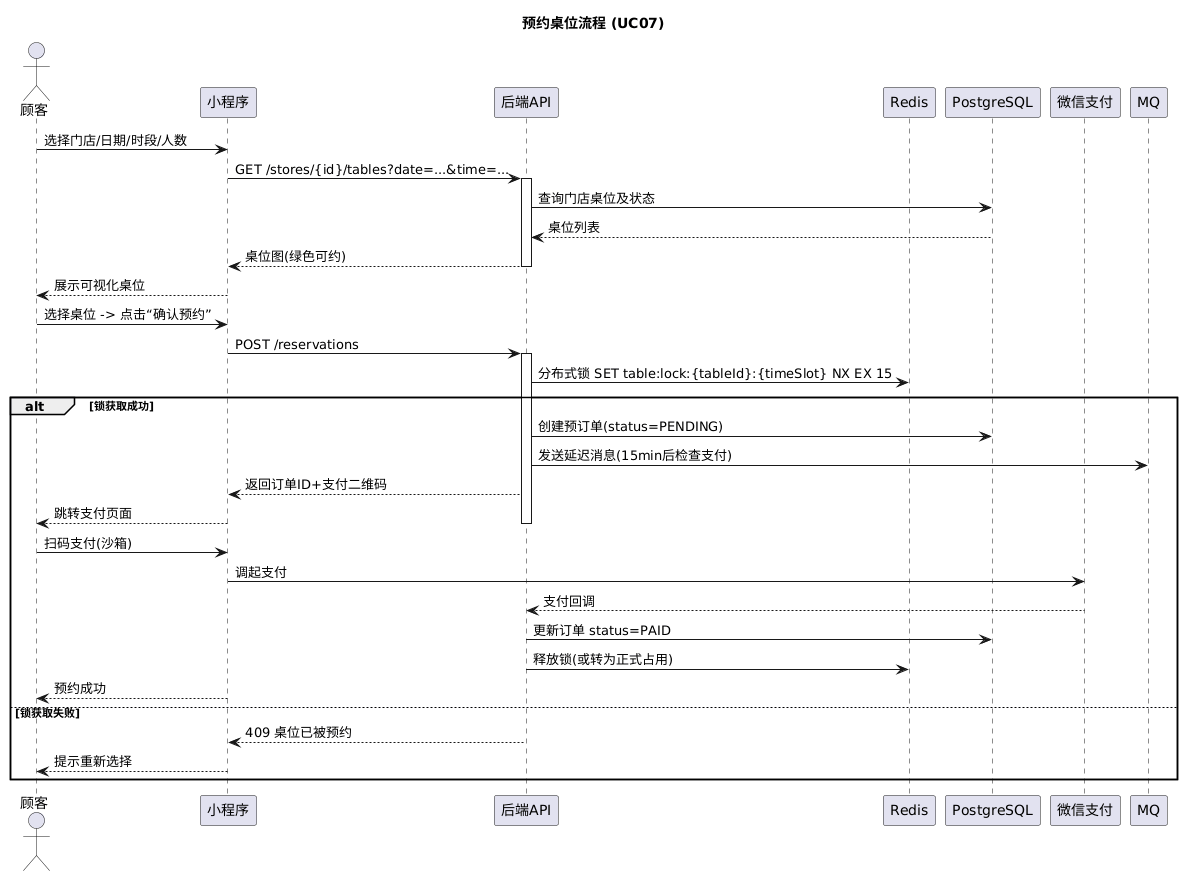 预约桌位流程 (UC07)
顾客
小程序
后端API
Redis
PostgreSQL
微信支付
MQ
选择门店/日期/时段/人数
GET /stores/{id}/tables?date=...&time=...
查询门店桌位及状态
桌位列表
桌位图(绿色可约)
展示可视化桌位
选择桌位 -> 点击“确认预约”
POST /reservations
分布式锁 SET table:lock:{tableId}:{timeSlot} NX EX 15
alt [锁获取成功]
创建预订单(status=PENDING)
发送延迟消息(15min后检查支付)
返回订单ID+支付二维码
跳转支付页面
扫码支付(沙箱)
调起支付
支付回调
更新订单 status=PAID
释放锁(或转为正式占用)
预约成功
[锁获取失败]
409 桌位已被预约
提示重新选择
顾客
小程序
后端API
Redis
PostgreSQL
微信支付
MQ